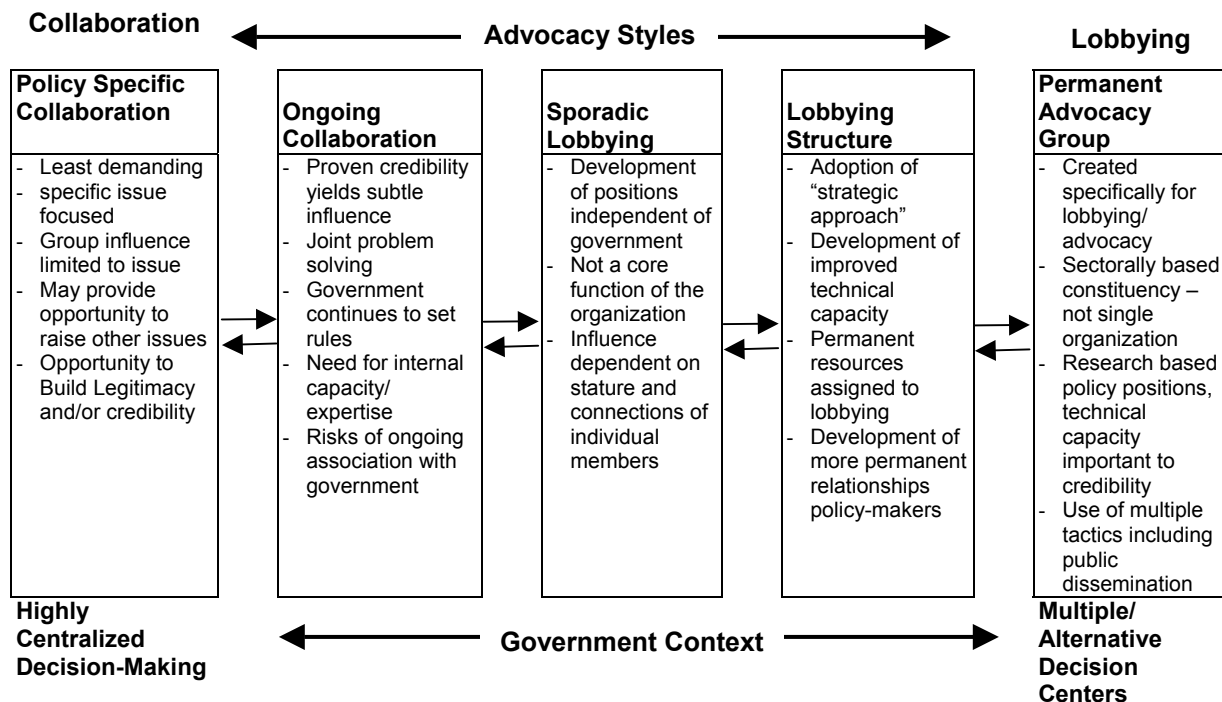 Collaboration
Advocacy Styles
Lobbying
Policy Specific
Collaboration
- Least demanding
- specific issue
focused
- Group influence
limited to issue
- May provide
opportunity to
raise other issues
- Opportunity to
Build Legitimacy
and/or credibility
Ongoing
Collaboration
- Proven credibility
yields subtle
influence
- Joint problem
solving
- Government
continues to set
rules
- Need for internal
capacity/
expertise
- Risks of ongoing
association with
government
Sporadic
Lobbying
- Development
of positions
independent of
government
- Not a core
function of the
organization
- Influence
dependent on
stature and
connections of
individual
members
Lobbying
Structure
- Adoption of
“strategic
approach”
- Development of
improved
technical
capacity
- Permanent
resources
assigned to
lobbying
- Development of
more permanent
relationships
policy-makers
Permanent
Advocacy
Group
- Created
specifically for
lobbying/
advocacy
- Sectorally based
constituency –
not single
organization
- Research based
policy positions,
technical
capacity
important to
credibility
- Use of multiple
tactics including
public
dissemination
Highly
Centralized
Decision-Making
Government Context
Multiple/
Alternative
Decision
Centers